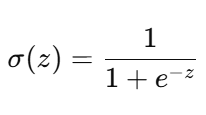 σ(z) = 1 / (1 + e^{-z})